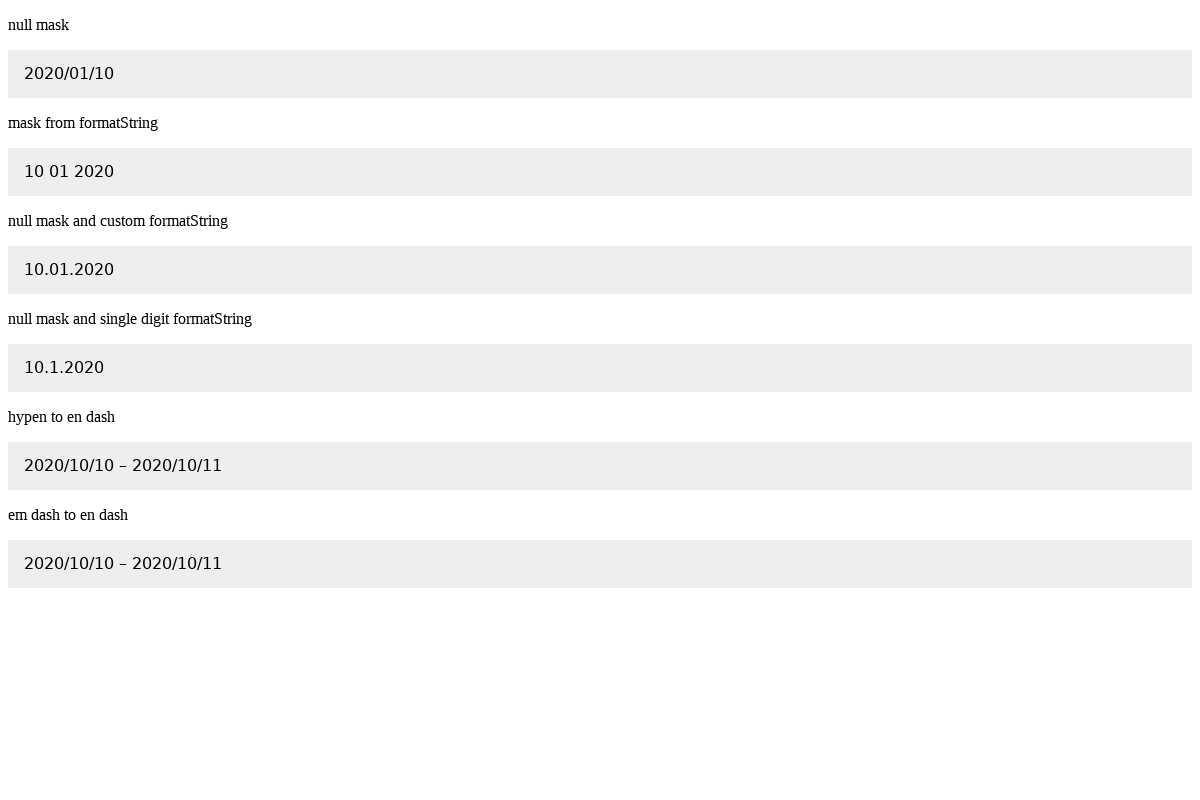 null mask
2020/01/10
mask from formatString
10 01 2020
null mask and custom formatString
10.01.2020
null mask and single digit formatString
10.1.2020
hypen to en dash
2020/10/10 – 2020/10/11
em dash to en dash
2020/10/10 – 2020/10/11